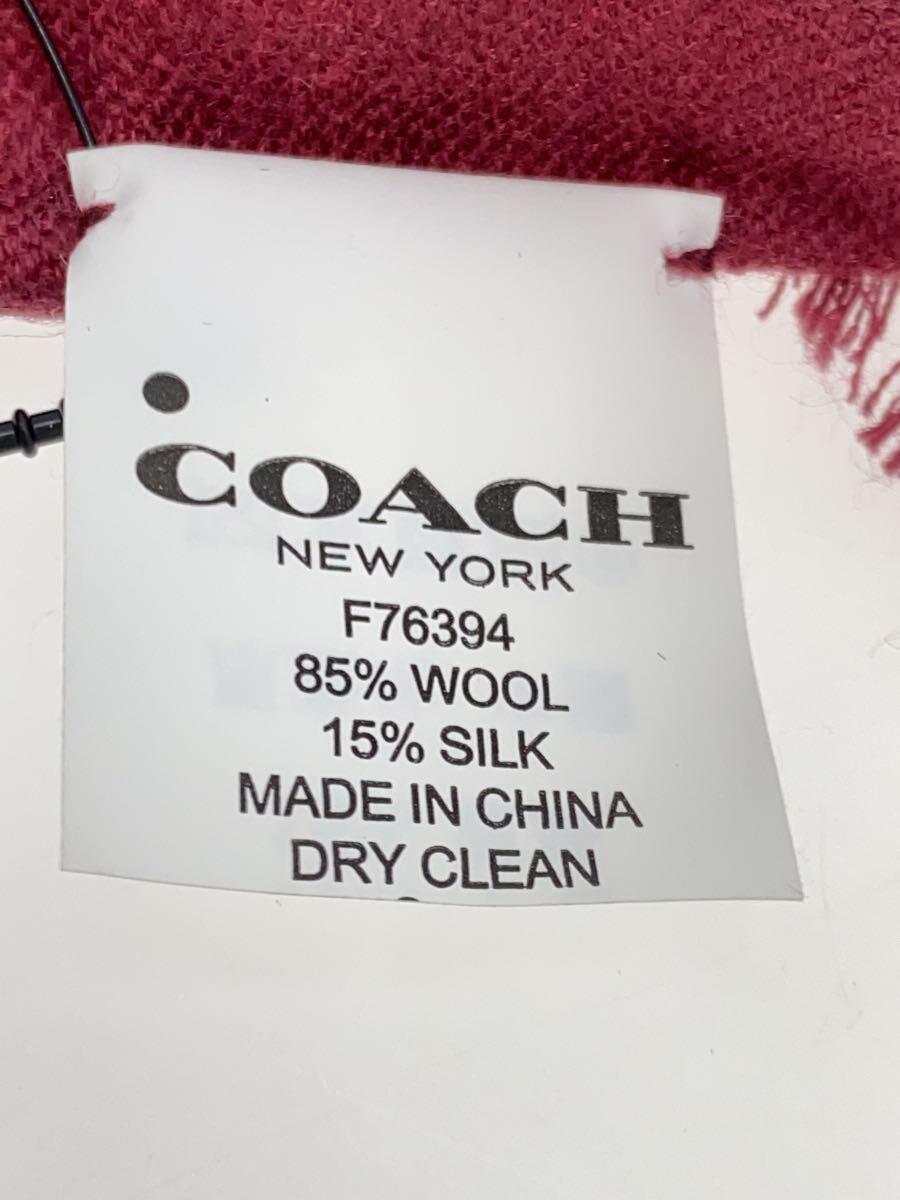 COACH
NEW YORK
F76394
85% WOOL
15% SILK
MADE IN CHINA
DRY CLEAN